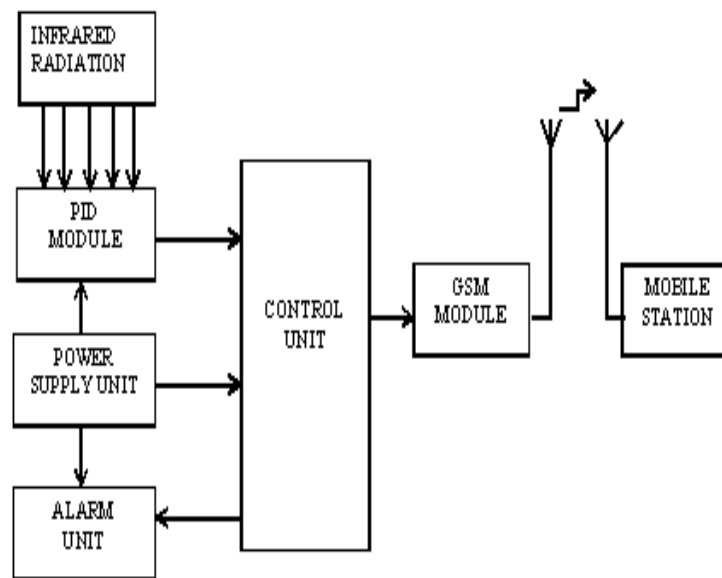 INFRARED
RADIATION
PID
MODULE
POWER
SUPPLY UNIT
ALARM
UNIT
CONTROL
UNIT
GSM
MODULE
MOBILE
STATION